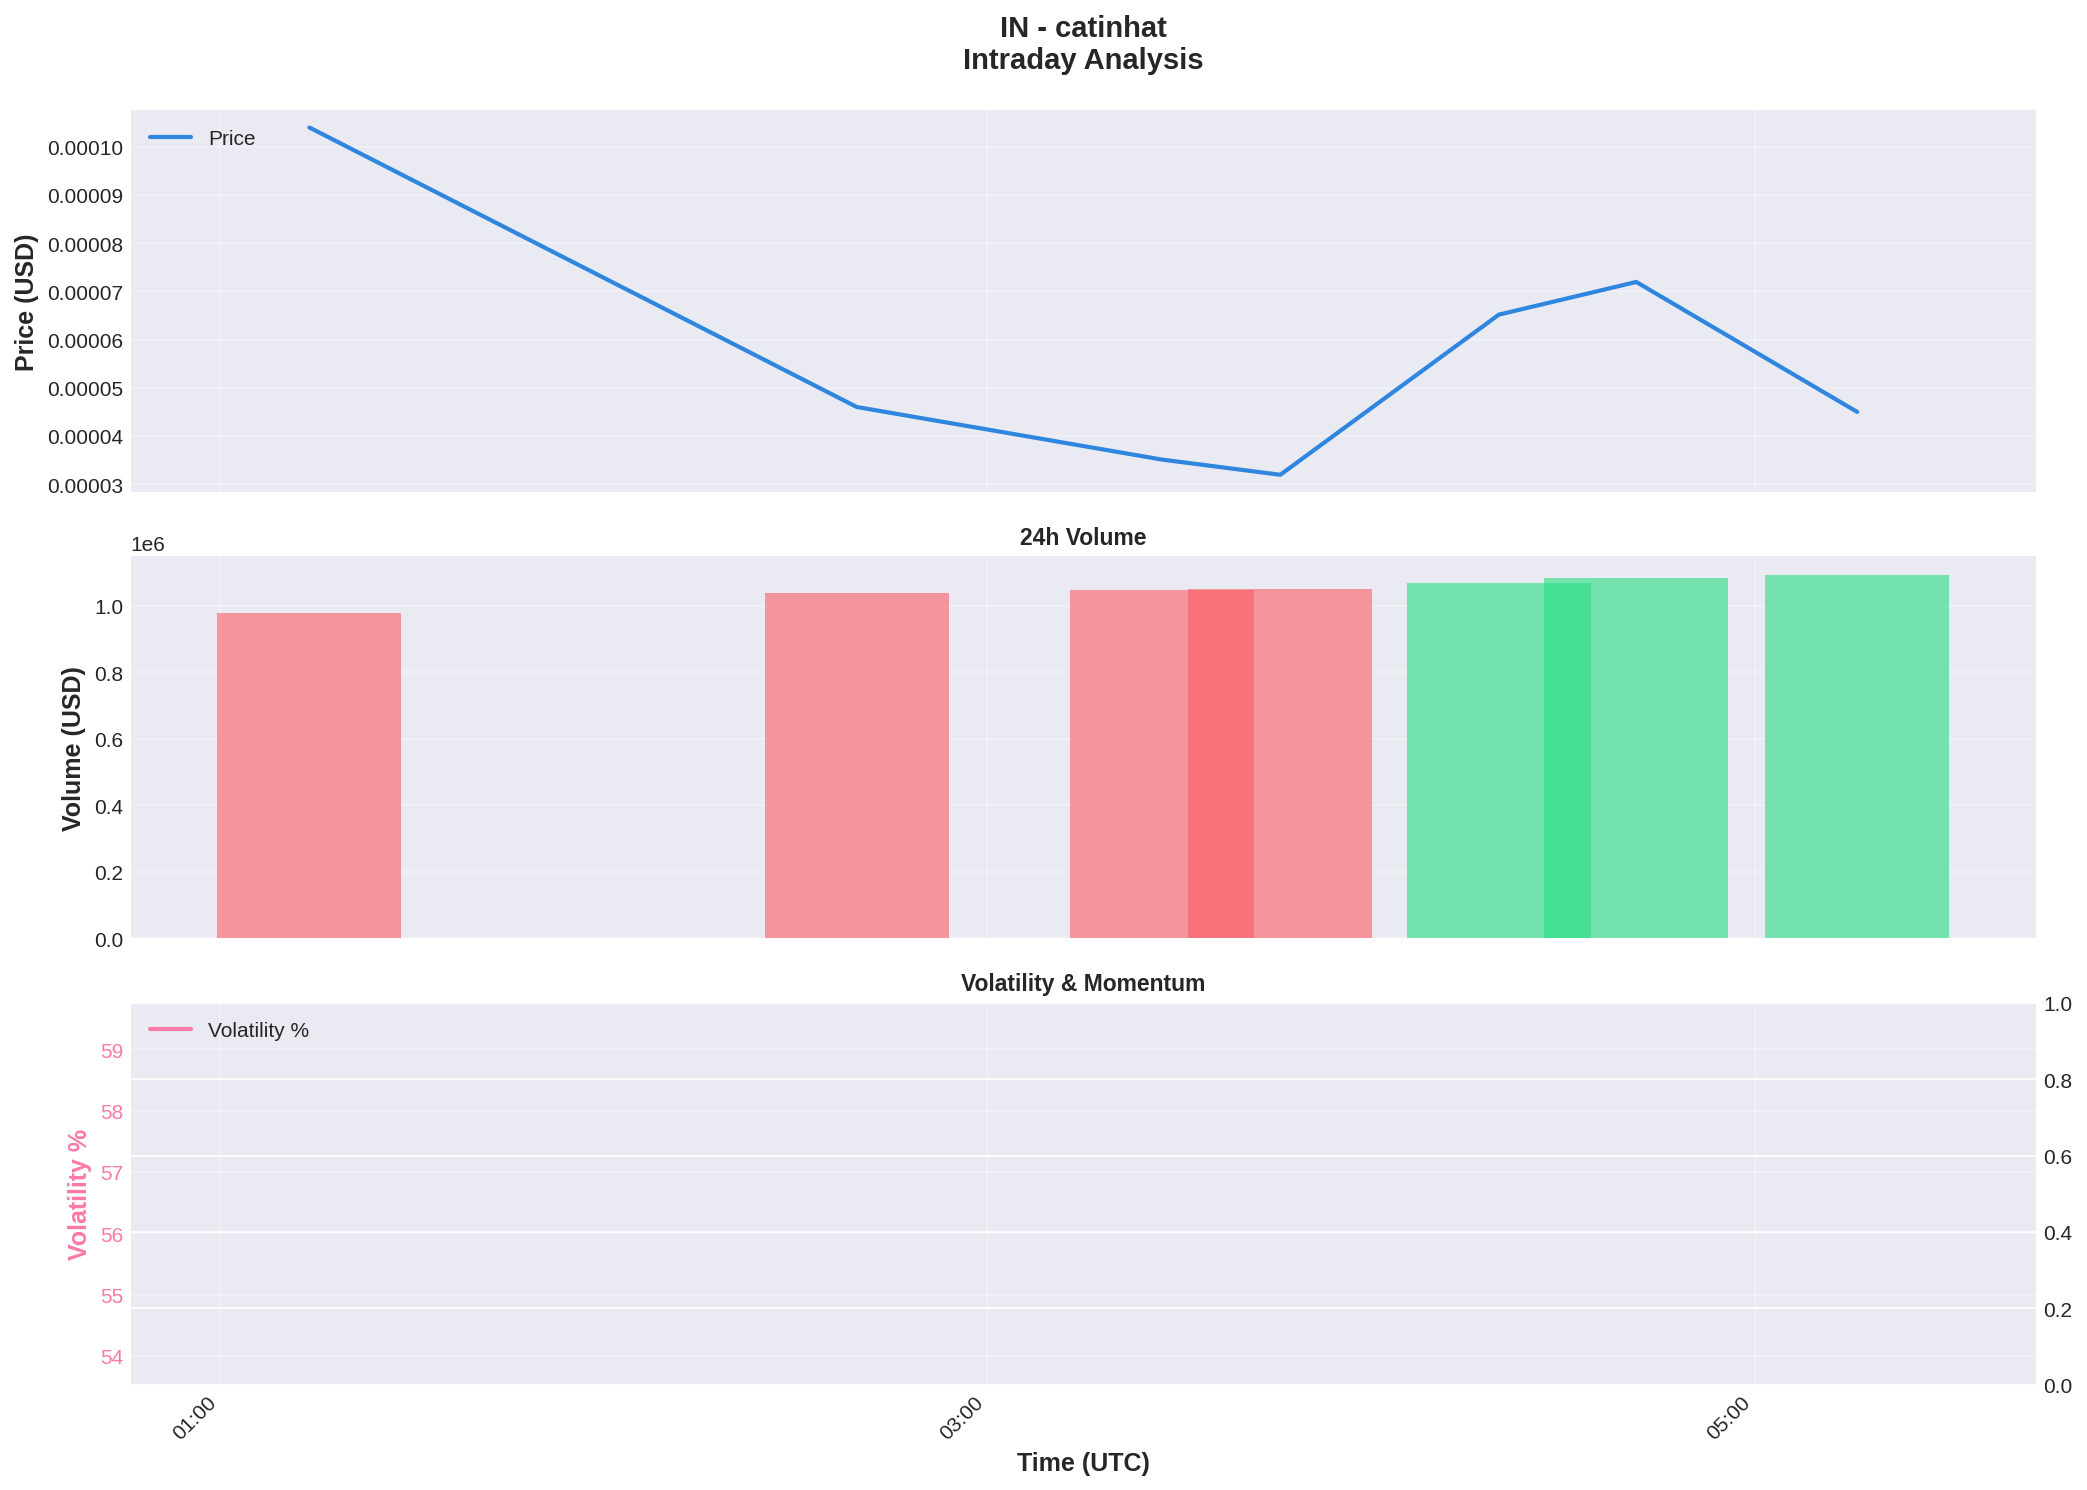 IN - catinhat
Intraday Analysis
Price
0.00010
0.00009
0.00008
0.00007
0.00006
0.00005
0.00004
0.00003
Price (USD)
24h Volume
1e6
1.0
0.8
0.6
0.4
0.2
0.0
Volume (USD)
Volatility & Momentum
Volatility %
59
58
57
56
55
54
Volatility %
1.0
0.8
0.6
0.4
0.2
0.0
01:00
03:00
05:00
Time (UTC)